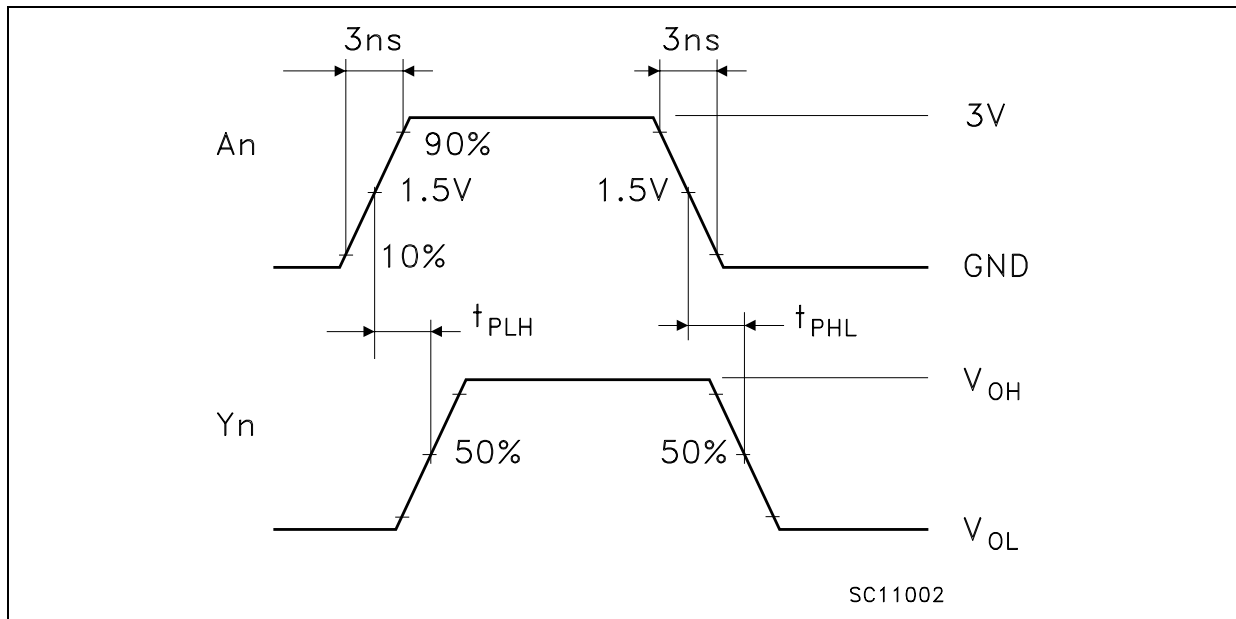 3ns 3ns
3V
An
90%
1.5V 1.5V
10%
GND
tPLH tPHL
VOH
Yn
50% 50%
VOL
SC11002